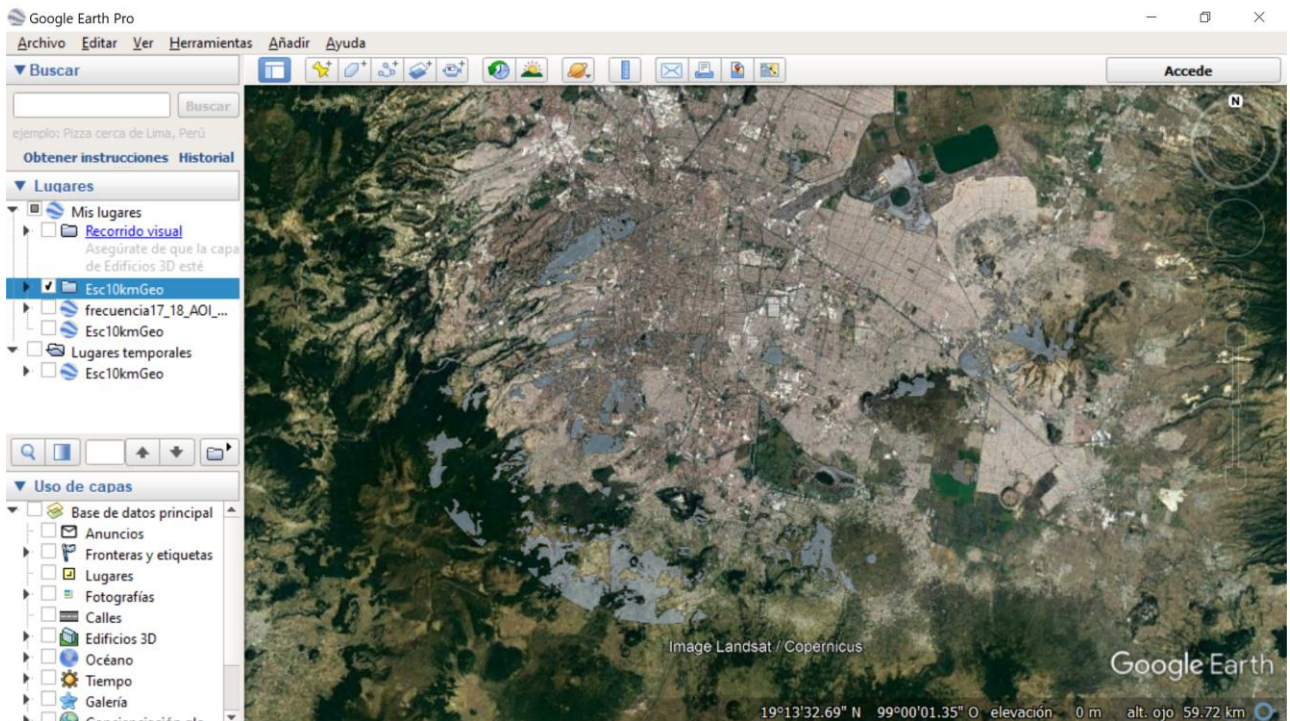 Google Earth Pro
Archivo Editar Ver Herramientas Añadir Ayuda
Buscar
Accede
Buscar
ejemplo: Pizza cerca de Lima, Perú
Obtener instrucciones Historial
Lugares
Mis lugares
Recorrido visual
Asegúrate de que la capa
de Edificios 3D esté
Esc10kmGeo
frecuencia17_18_AOI_...
Esc10kmGeo
Lugares temporales
Esc10kmGeo
Uso de capas
Base de datos principal
Anuncios
Fronteras y etiquetas
Lugares
Fotografías
Calles
Edificios 3D
Océano
Tiempo
Galería
N
Image Landsat / Copernicus
Google Earth
19°13'32.69" N 99°00'01.35" O elevación 0 m alt. ojo 59.72 km